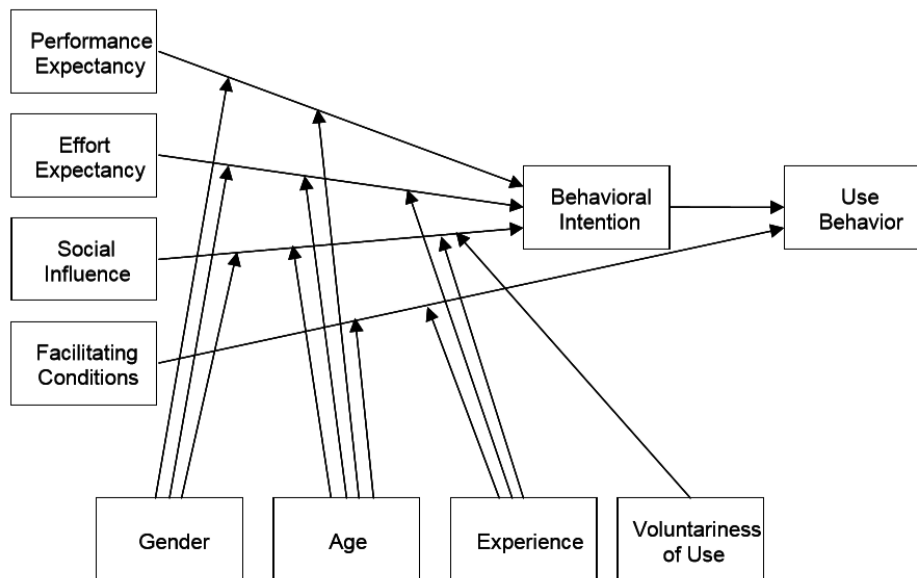 Performance
Expectancy
Effort
Expectancy
Social
Influence
Facilitating
Conditions
Behavioral
Intention
Use
Behavior
Gender
Age
Experience
Voluntariness
of Use